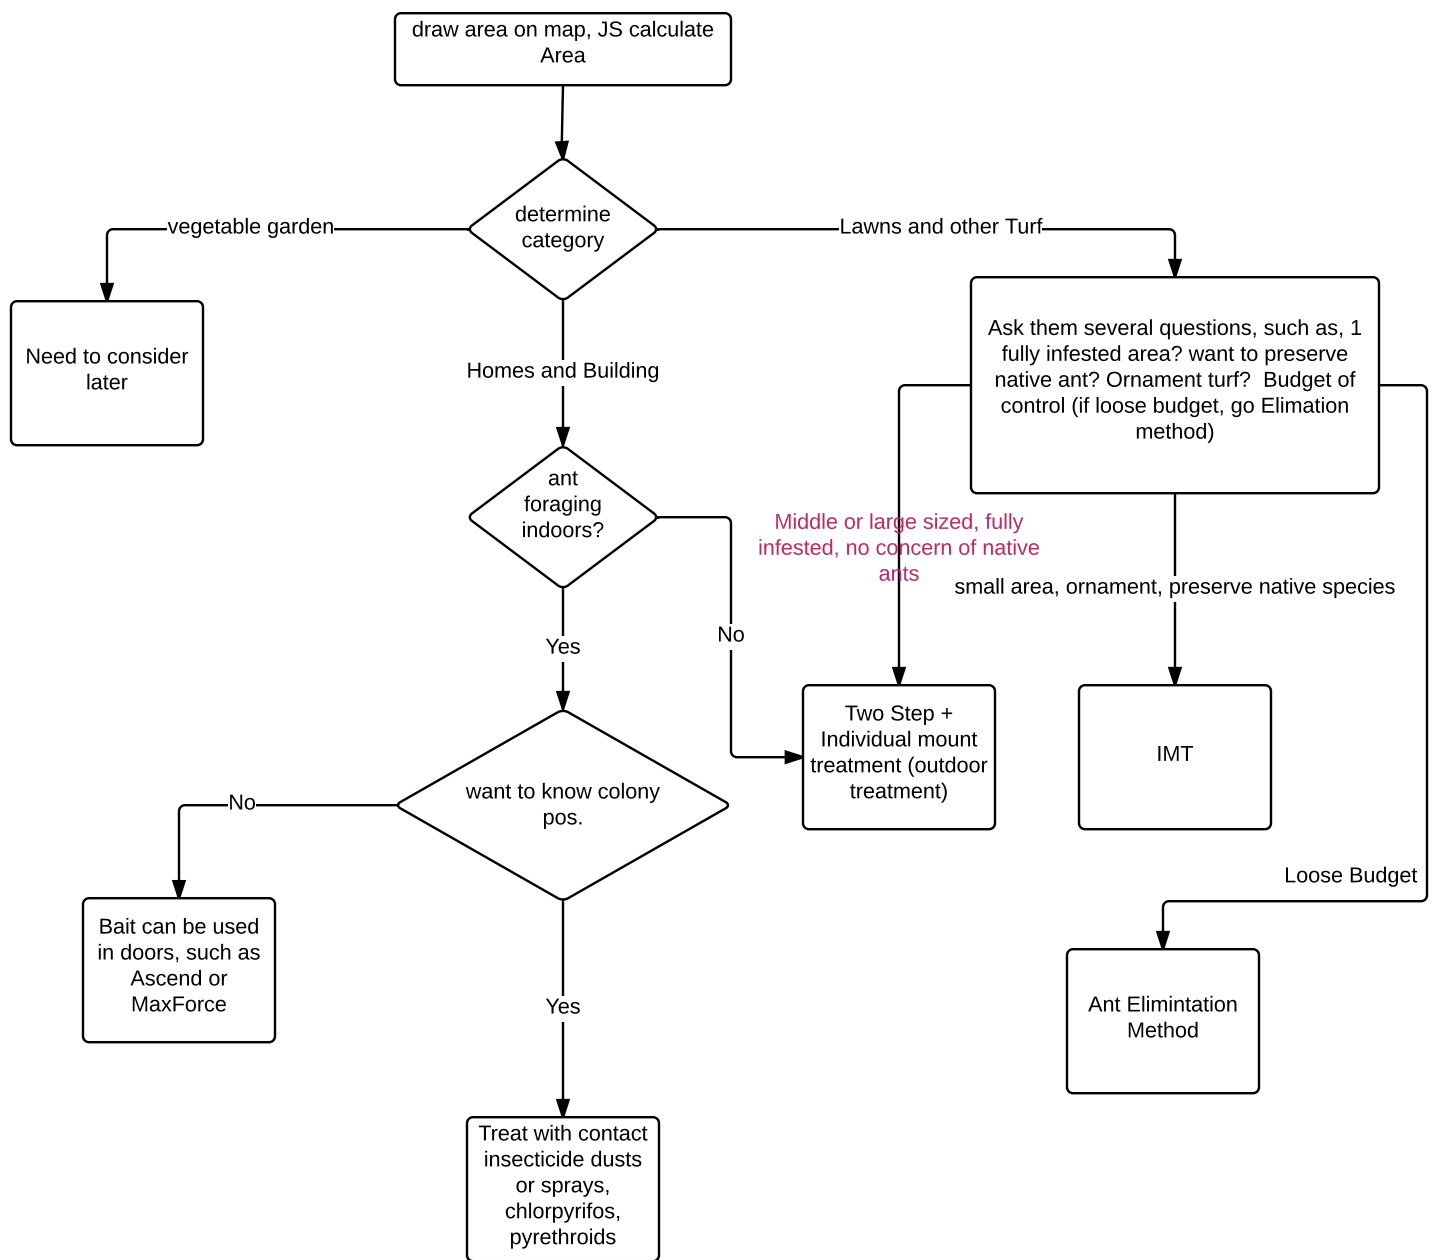 draw area on map, JS calculate
Area
determine
category
vegetable garden
Lawns and other Turf
Need to consider
later
Homes and Building
Ask them several questions, such as, 1
fully infested area? want to preserve
native ant? Ornament turf?  Budget of
control (if loose budget, go Elimation
method)
ant
foraging
indoors?
Middle or large sized, fully
infested, no concern of native
ants
small area, ornament, preserve native species
No
Yes
Two Step +
Individual mount
treatment (outdoor
treatment)
IMT
want to know colony
pos.
No
Loose Budget
Bait can be used
in doors, such as
Ascend or
MaxForce
Yes
Ant Elimintation
Method
Treat with contact
insecticide dusts
or sprays,
chlorpyrifos,
pyrethroids